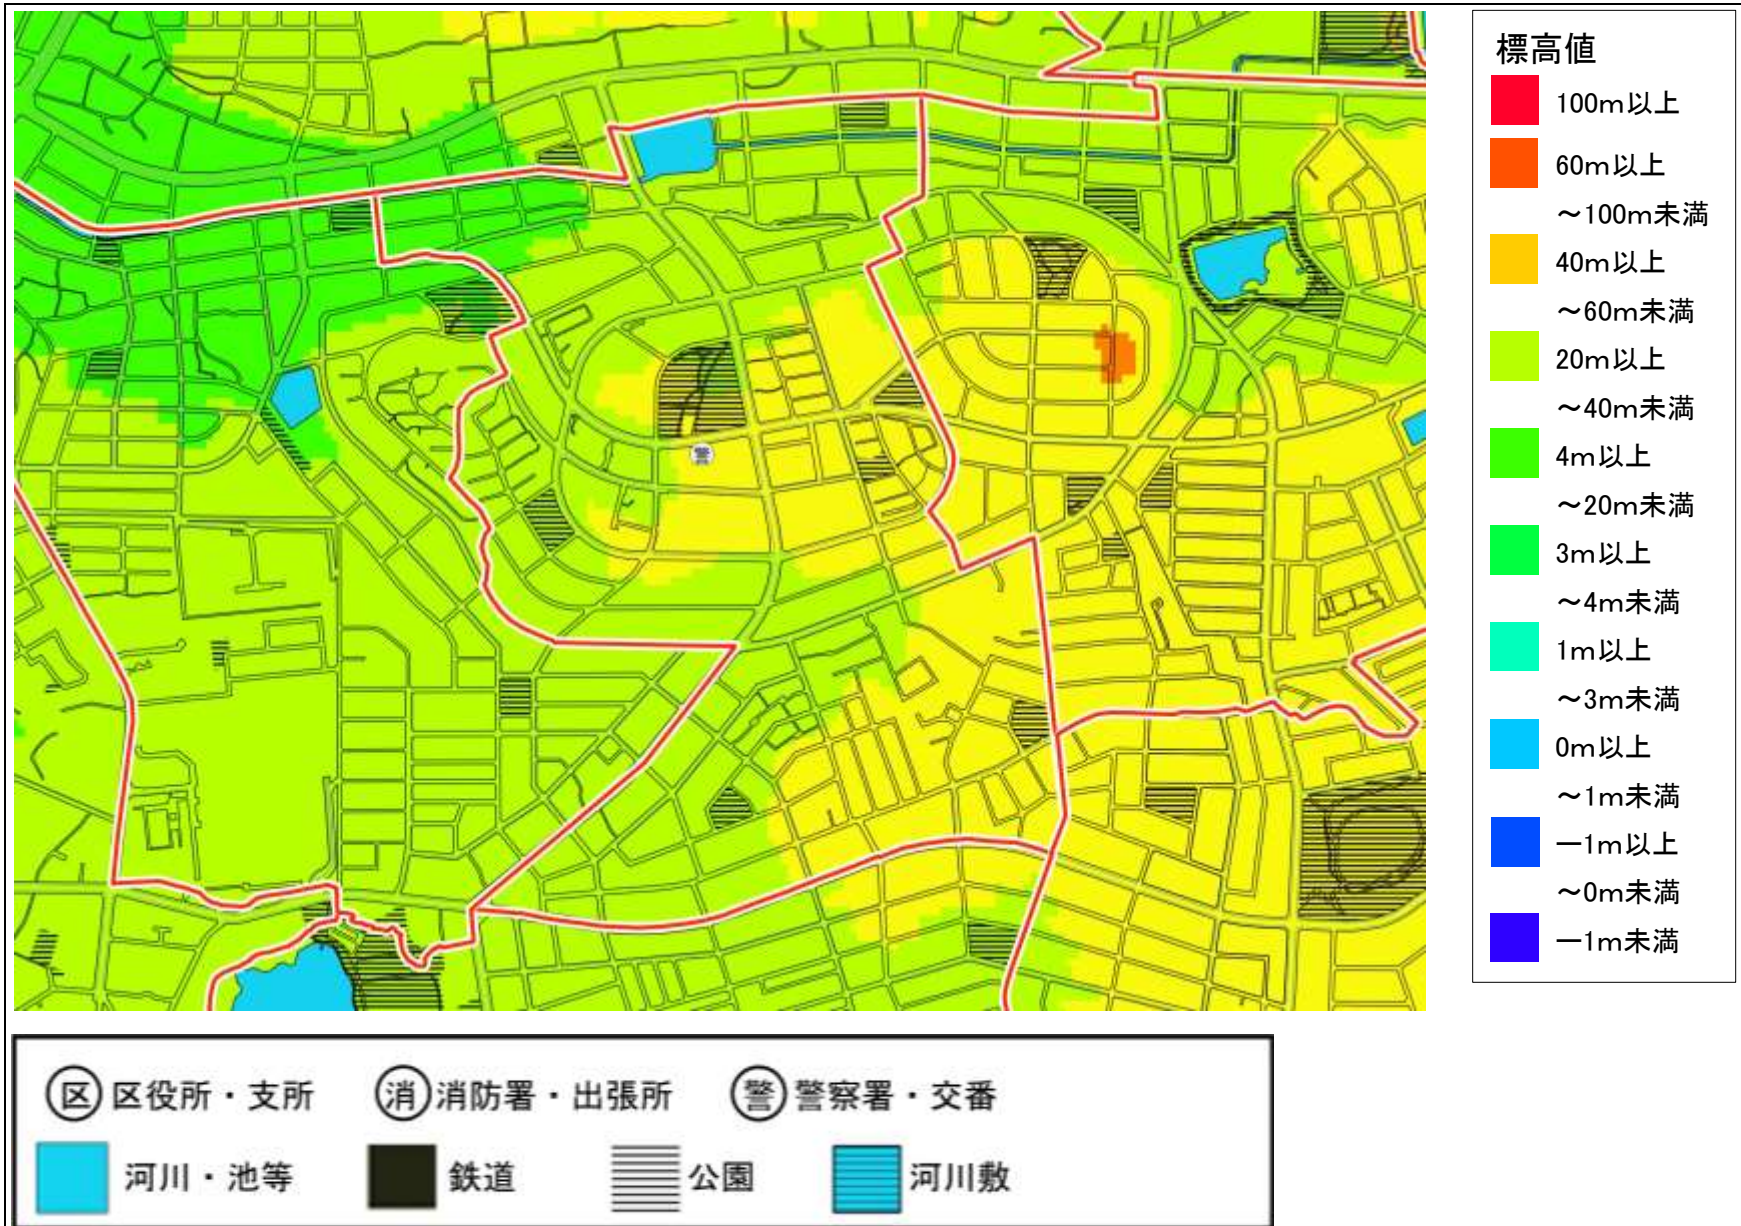 標高値
100m以上
60m以上
～100m未満
40m以上
～60m未満
20m以上
～40m未満
4m以上
～20m未満
3m以上
～4m未満
1m以上
～3m未満
0m以上
～1m未満
－1m以上
～0m未満
－1m未満
警
区 区役所・支所 消 消防署・出張所 警 警察署・交番
河川・池等 鉄道 公園 河川敷